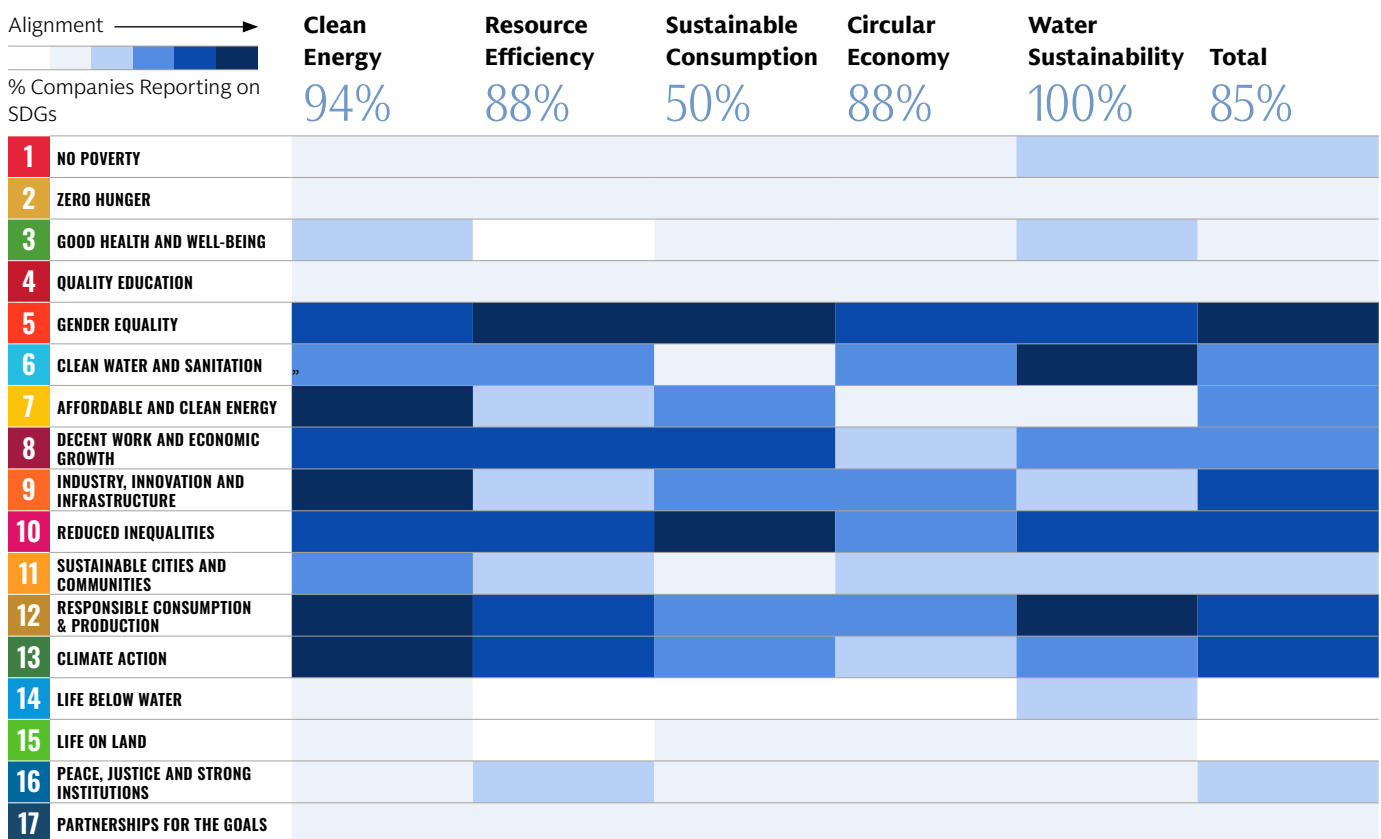 Alignment
% Companies Reporting on
SDGs
Clean
Energy
94%
Resource
Efficiency
88%
Sustainable
Consumption
50%
Circular
Economy
88%
Water
Sustainability
100%
Total
85%
1 NO POVERTY
2 ZERO HUNGER
3 GOOD HEALTH AND WELL-BEING
4 QUALITY EDUCATION
5 GENDER EQUALITY
6 CLEAN WATER AND SANITATION „
7 AFFORDABLE AND CLEAN ENERGY
8 DECENT WORK AND ECONOMIC
GROWTH
9 INDUSTRY, INNOVATION AND
INFRASTRUCTURE
10 REDUCED INEQUALITIES
11 SUSTAINABLE CITIES AND
COMMUNITIES
12 RESPONSIBLE CONSUMPTION
& PRODUCTION
13 CLIMATE ACTION
14 LIFE BELOW WATER
15 LIFE ON LAND
16 PEACE, JUSTICE AND STRONG
INSTITUTIONS
17 PARTNERSHIPS FOR THE GOALS